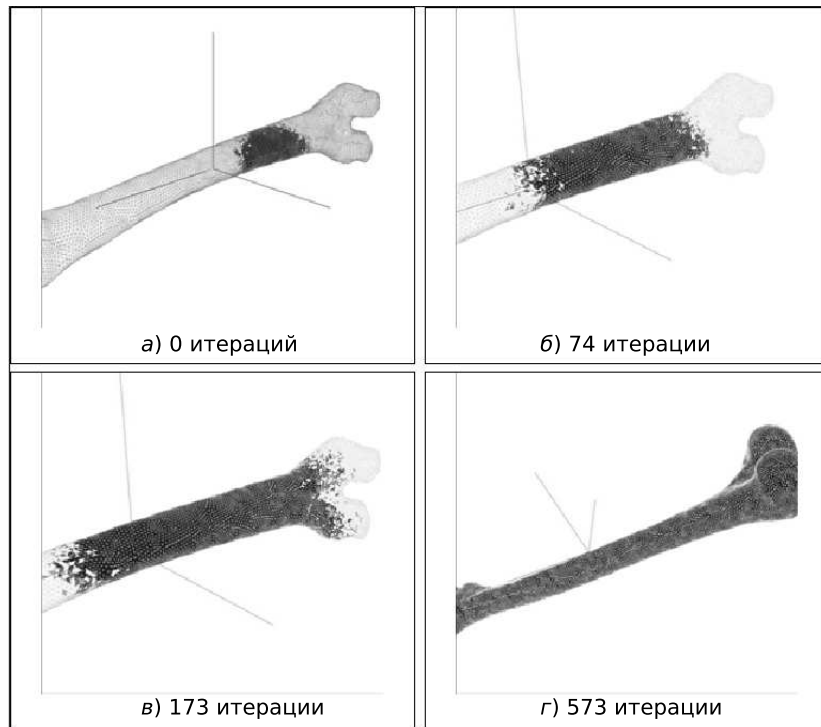 а) 0 итераций
б) 74 итерации
в) 173 итерации
г) 573 итерации